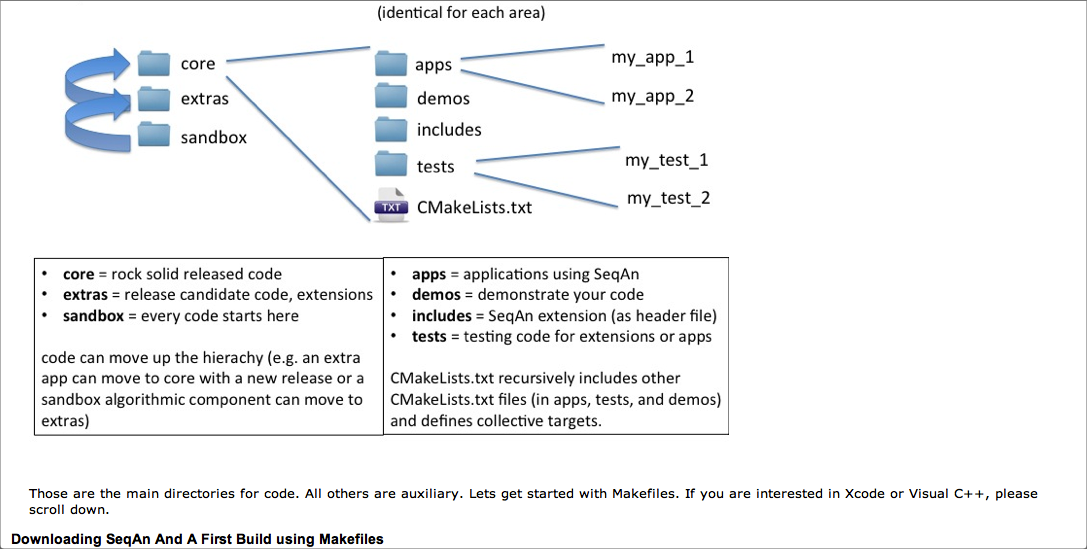 (identical for each area)
core
extras
sandbox
apps
demos
includes
tests
TXT
CMakeLists.txt
my_app_1
my_app_2
my_test_1
my_test_2
• core = rock solid released code
• extras = release candidate code, extensions
• sandbox = every code starts here
code can move up the hierachy (e.g. an extra
app can move to core with a new release or a
sandbox algorithmic component can move to
extras)
• apps = applications using SeqAn
• demos = demonstrate your code
• includes = SeqAn extension (as header file)
• tests = testing code for extensions or apps
CMakeLists.txt recursively includes other
CMakeLists.txt files (in apps, tests, and demos)
and defines collective targets.
Those are the main directories for code. All others are auxiliary. Lets get started with Makefiles. If you are interested in Xcode or Visual C++, please
scroll down.
Downloading SeqAn And A First Build using Makefiles